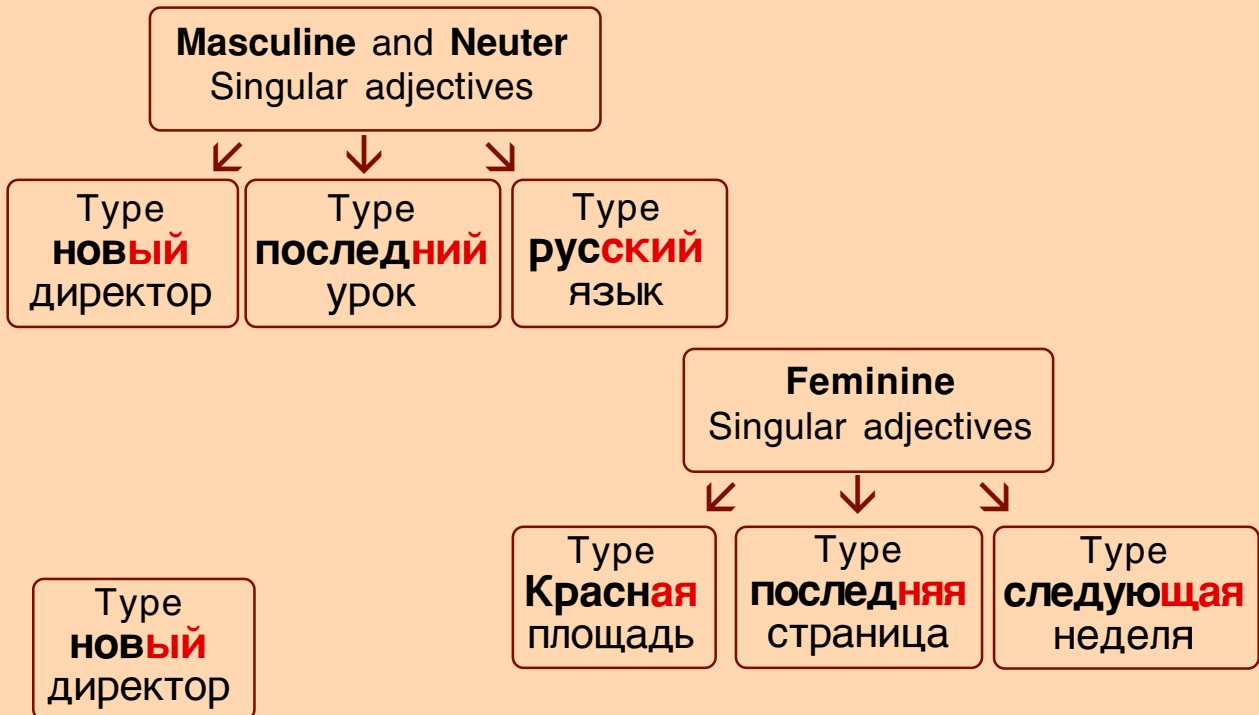 Masculine and Neuter
Singular adjectives
Type
новый
директор
Type
последний
урок
Type
русский
язык
Feminine
Singular adjectives
Type
Красная
площадь
Type
последняя
страница
Type
следующая
неделя
Type
новый
директор